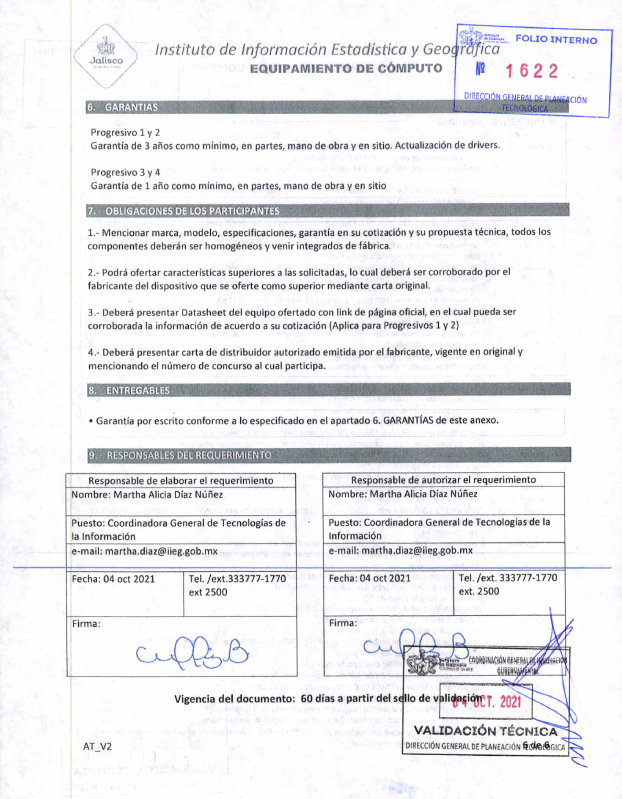 Jalisco
Instituto de Información Estadística y Geográfica
EQUIPAMIENTO DE CÓMPUTO
FOLIO INTERNO
Nº 1622
DIRECCIÓN GENERAL DE PLANEACIÓN
TECNOLÓGICA
6. GARANTIAS
Progresivo 1 y 2
Garantía de 3 años como mínimo, en partes, mano de obra y en sitio. Actualización de drivers.
Progresivo 3 y 4
Garantía de 1 año como mínimo, en partes, mano de obra y en sitio
7. OBLIGACIONES DE LOS PARTICIPANTES
1.- Mencionar marca, modelo, especificaciones, garantía en su cotización y su propuesta técnica, todos los
componentes deberán ser homogéneos y venir integrados de fábrica.
2.- Podrá ofertar características superiores a las solicitadas, lo cual deberá ser corroborado por el
fabricante del dispositivo que se oferte como superior mediante carta original.
3.- Deberá presentar Datasheet del equipo ofertado con link de página oficial, en el cual pueda ser
corroborada la información de acuerdo a su cotización (Aplica para Progresivos 1 y 2)
4.- Deberá presentar carta de distribuidor autorizado emitida por el fabricante, vigente en original y
mencionando el número de concurso al cual participa.
8. ENTREGABLES
• Garantía por escrito conforme a lo especificado en el apartado 6. GARANTÍAS de este anexo.
9. RESPONSABLES DEL REQUERIMIENTO
Responsable de elaborar el requerimiento
Nombre: Martha Alicia Díaz Núñez
Puesto: Coordinadora General de Tecnologías de
la Información
e-mail: martha.diaz@iieg.gob.mx
Fecha: 04 oct 2021
Tel. /ext.333777-1770
ext 2500
Firma:
Responsable de autorizar el requerimiento
Nombre: Martha Alicia Díaz Núñez
Puesto: Coordinadora General de Tecnologías de la
Información
e-mail: martha.diaz@iieg.gob.mx
Fecha: 04 oct 2021
Tel. /ext. 333777-1770
ext. 2500
Firma:
COORDINACIÓN GENERAL DE INNOVACIÓN
GUBERNAMENTAL
Vigencia del documento: 60 días a partir del sello de validación
04 OCT. 2021
VALIDACIÓN TÉCNICA
DIRECCIÓN GENERAL DE PLANEACIÓN TECNOLÓGICA
AT_V2
6 de 6